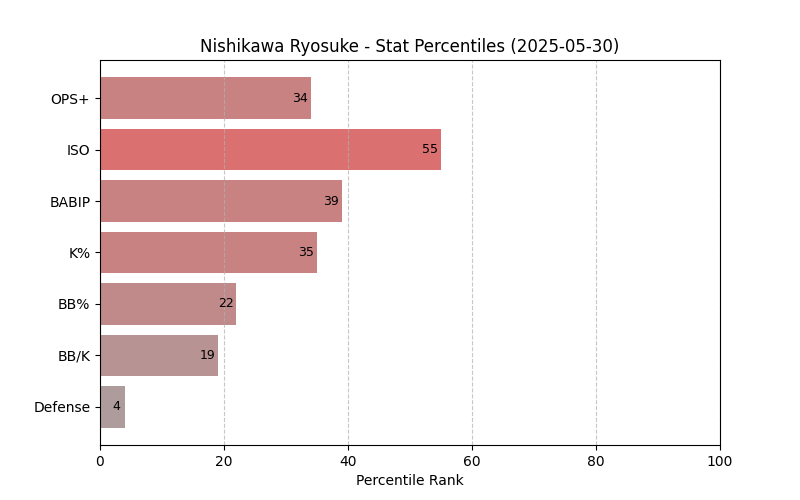 Nishikawa Ryosuke - Stat Percentiles (2025-05-30)
OPS+ 34
ISO 55
BABIP 39
K% 35
BB% 22
BB/K 19
Defense 4
0 20 40 60 80 100
Percentile Rank